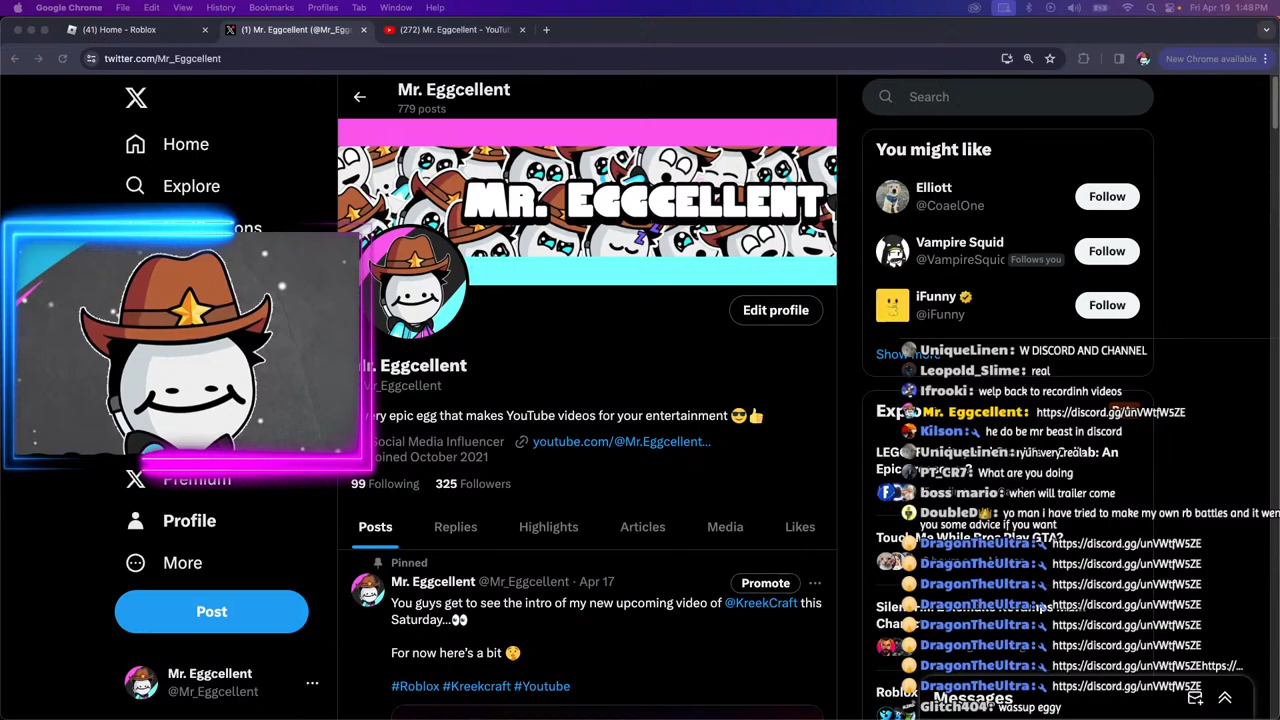 Google Chrome File Edit View History Bookmarks Profiles Tab Window Help
Fri Apr 19 1:48 PM
(41) Home - Roblox
(1) Mr. Eggcellent (@Mr_Egg
(272) Mr. Eggcellent - YouTu
twitter.com/Mr_Eggcellent
New Chrome available
Home
Explore
ons
Premium
Profile
More
Post
Mr. Eggcellent
@Mr_Eggcellent
Mr. Eggcellent
779 posts
MR. EGGCELLENT
Edit profile
Mr. Eggcellent
Mr_Eggcellent
very epic egg that makes YouTube videos for your entertainment 😎👍
Social Media Influencer youtube.com/@Mr.Eggcellent...
Joined October 2021
99 Following 325 Followers
Posts Replies Highlights Articles Media Likes
Pinned
Mr. Eggcellent @Mr_Eggcellent · Apr 17
Promote
You guys get to see the intro of my new upcoming video of @KreekCraft this
Saturday...👀
For now here's a bit 🤫
#Roblox #Kreekcraft #Youtube
Search
You might like
Elliott
@CoaelOne
Follow
Vampire Squid
@VampireSquid Follows you
Follow
iFunny
@iFunny
Follow
Show more
UniqueLinen: W DISCORD AND CHANNEL
Leopold_Slime: real
Ifrooki: welp back to recordinh videos
Mr. Eggcellent: https://discord.gg/unVWtfW5ZE
Kilson: he do be mr beast in discord
UniqueLinen:
PT_CR7: What are you doing
boss mario: when will trailer come
DoubleD👑: yo man i have tried to make my own rb battles and it wen
you some advice if you want
DragonTheUltra: https://discord.gg/unVWtfW5ZE
DragonTheUltra: https://discord.gg/unVWtfW5ZE
DragonTheUltra: https://discord.gg/unVWtfW5ZE
DragonTheUltra: https://discord.gg/unVWtfW5ZE
DragonTheUltra: https://discord.gg/unVWtfW5ZE
DragonTheUltra: https://discord.gg/unVWtfW5ZE
DragonTheUltra: https://discord.gg/unVWtfW5ZEhttps://...
DragonTheUltra: https://discord.gg/unVWtfW5ZE
Messages
Glitch404: wassup eggy